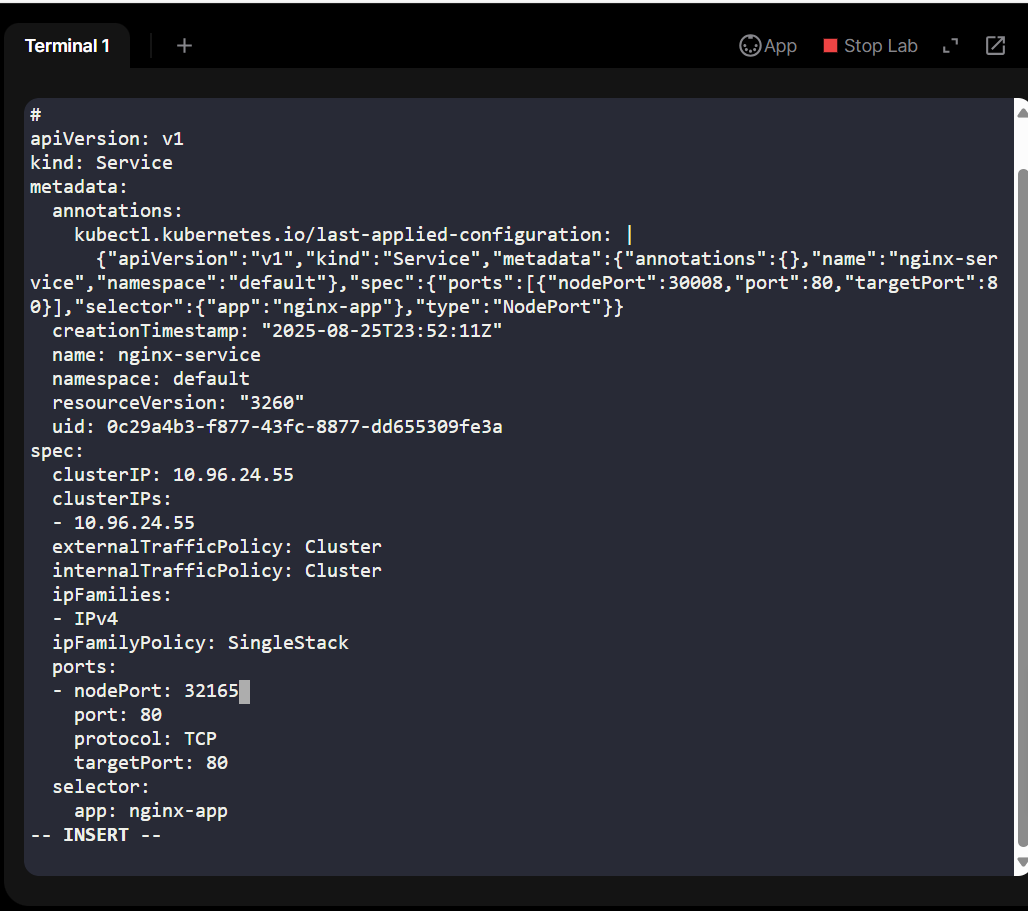 Terminal 1
+
App
Stop Lab
#
apiVersion: v1
kind: Service
metadata:
  annotations:
    kubectl.kubernetes.io/last-applied-configuration: |
      {"apiVersion":"v1","kind":"Service","metadata":{"annotations":{},"name":"nginx-ser
vice","namespace":"default"},"spec":{"ports":[{"nodePort":30008,"port":80,"targetPort":8
0}],"selector":{"app":"nginx-app"},"type":"NodePort"}}
  creationTimestamp: "2025-08-25T23:52:11Z"
  name: nginx-service
  namespace: default
  resourceVersion: "3260"
  uid: 0c29a4b3-f877-43fc-8877-dd655309fe3a
spec:
  clusterIP: 10.96.24.55
  clusterIPs:
  - 10.96.24.55
  externalTrafficPolicy: Cluster
  internalTrafficPolicy: Cluster
  ipFamilies:
  - IPv4
  ipFamilyPolicy: SingleStack
  ports:
  - nodePort: 32165
    port: 80
    protocol: TCP
    targetPort: 80
  selector:
    app: nginx-app
-- INSERT --